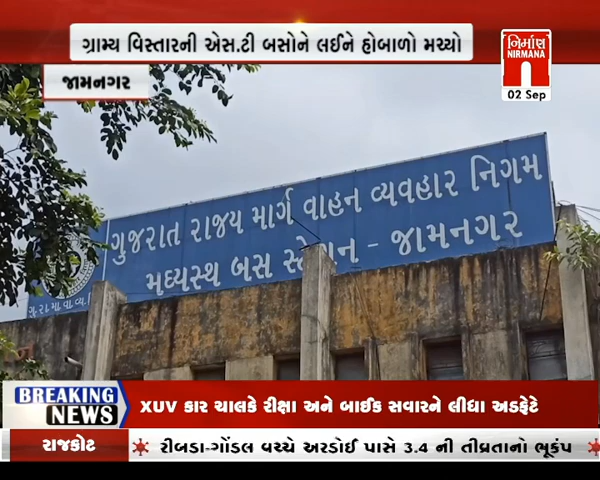 ગ્રામ્ય વિસ્તારની એસ.ટી બસોને લઈને હોબાળો મચ્યો
નિર્માણ
NIRMANA
02 Sep
જામનગર
ગુજરાત રાજય માર્ગ વાહન વ્યવહાર નિગમ
મધ્યસ્થ બસ સ્ટેશન - જામનગર
ગુ.રા.મા.વા.વ્ય.
BREAKING
NEWS
XUV કાર ચાલકે રીક્ષા અને બાઈક સવારને લીધા અડફેટે
રાજકોટ
રીબડા-ગોંડલ વચ્ચે અરડોઈ પાસે 3.4 ની તીવ્રતાનો ભૂકંપ